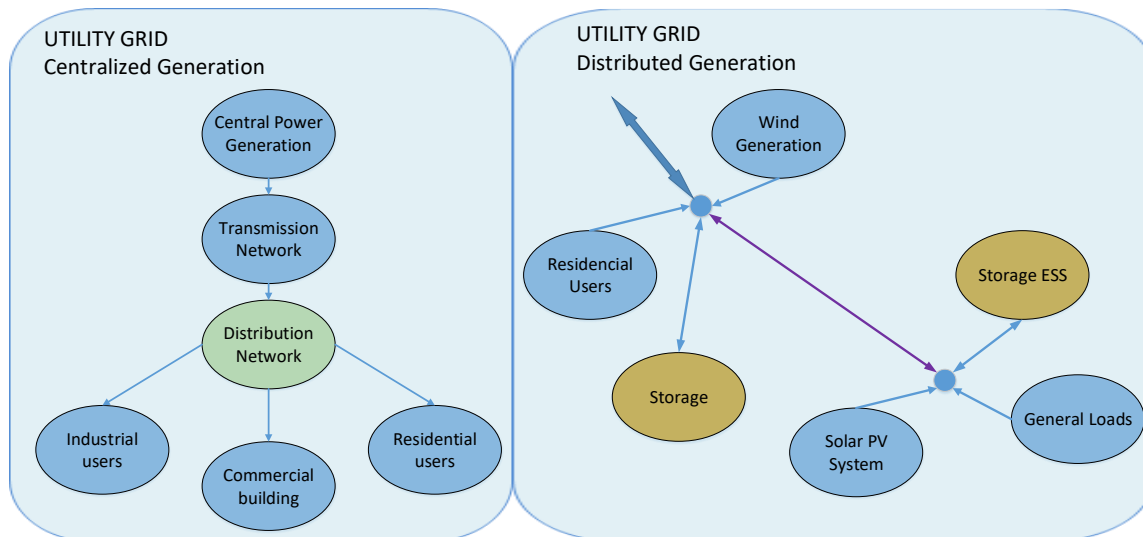 UTILITY GRID
Centralized Generation
Central Power
Generation
Transmission
Network
Distribution
Network
Industrial
users
Commercial
building
Residential
users
UTILITY GRID
Distributed Generation
Wind
Generation
Residencial
Users
Storage ESS
Storage
General Loads
Solar PV
System